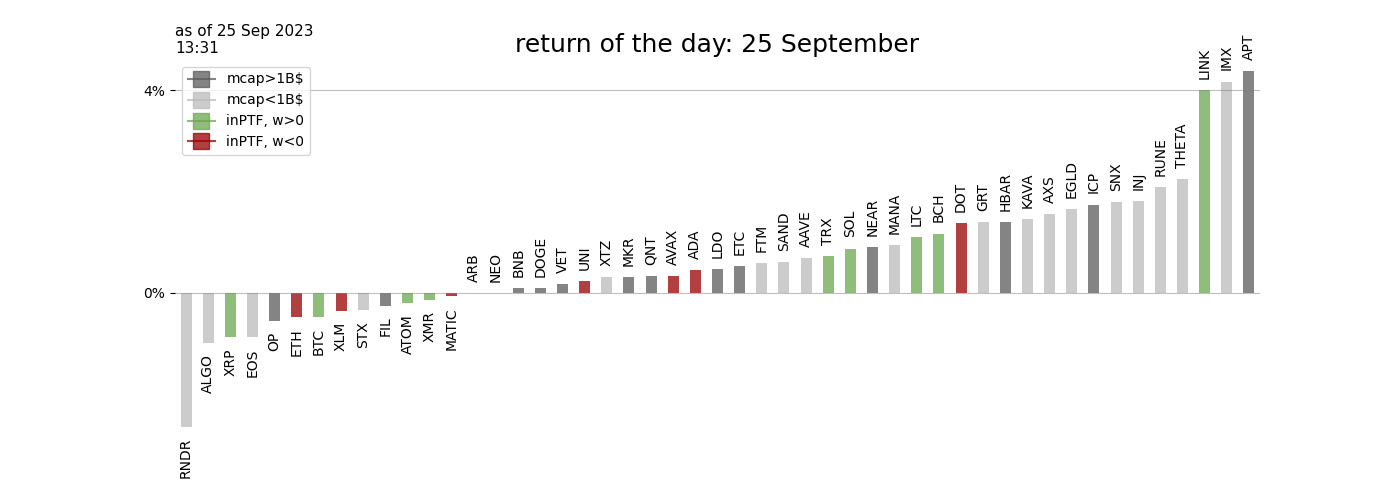 as of 25 Sep 2023
13:31
return of the day: 25 September
mcap>1B$
mcap<1B$
inPTF, w>0
inPTF, w<0
4%
0%
RNDR
ALGO
XRP
EOS
OP
ETH
BTC
XLM
STX
FIL
ATOM
XMR
MATIC
ARB
NEO
BNB
DOGE
VET
UNI
XTZ
MKR
QNT
AVAX
ADA
LDO
ETC
FTM
SAND
AAVE
TRX
SOL
NEAR
MANA
LTC
BCH
DOT
GRT
HBAR
KAVA
AXS
EGLD
ICP
SNX
INJ
RUNE
THETA
LINK
IMX
APT